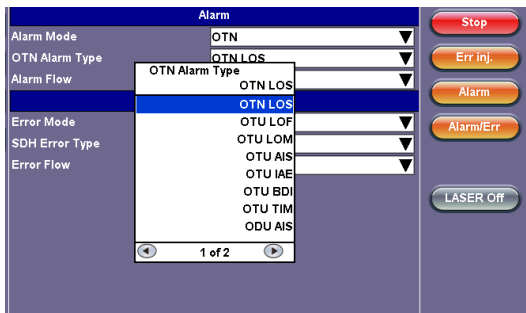 Alarm
Alarm Mode OTN
OTN Alarm Type OTN LOS
Alarm Flow
Error Mode
SDH Error Type
Error Flow
OTN Alarm Type
OTN LOS
OTN LOS
OTU LOF
OTU LOM
OTU AIS
OTU IAE
OTU BDI
OTU TIM
ODU AIS
1 of 2
Stop
Err inj.
Alarm
Alarm/Err
LASER Off